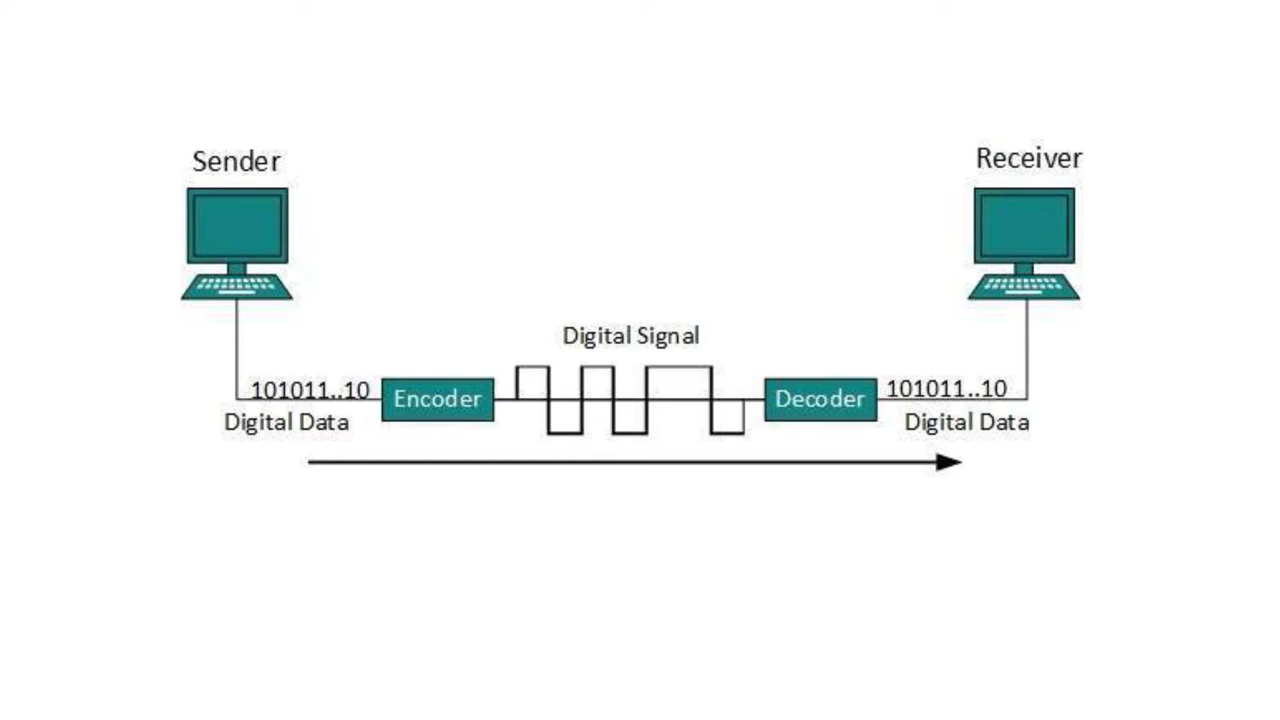 Sender
Receiver
Digital Signal
101011..10
Encoder
Decoder
101011..10
Digital Data
Digital Data